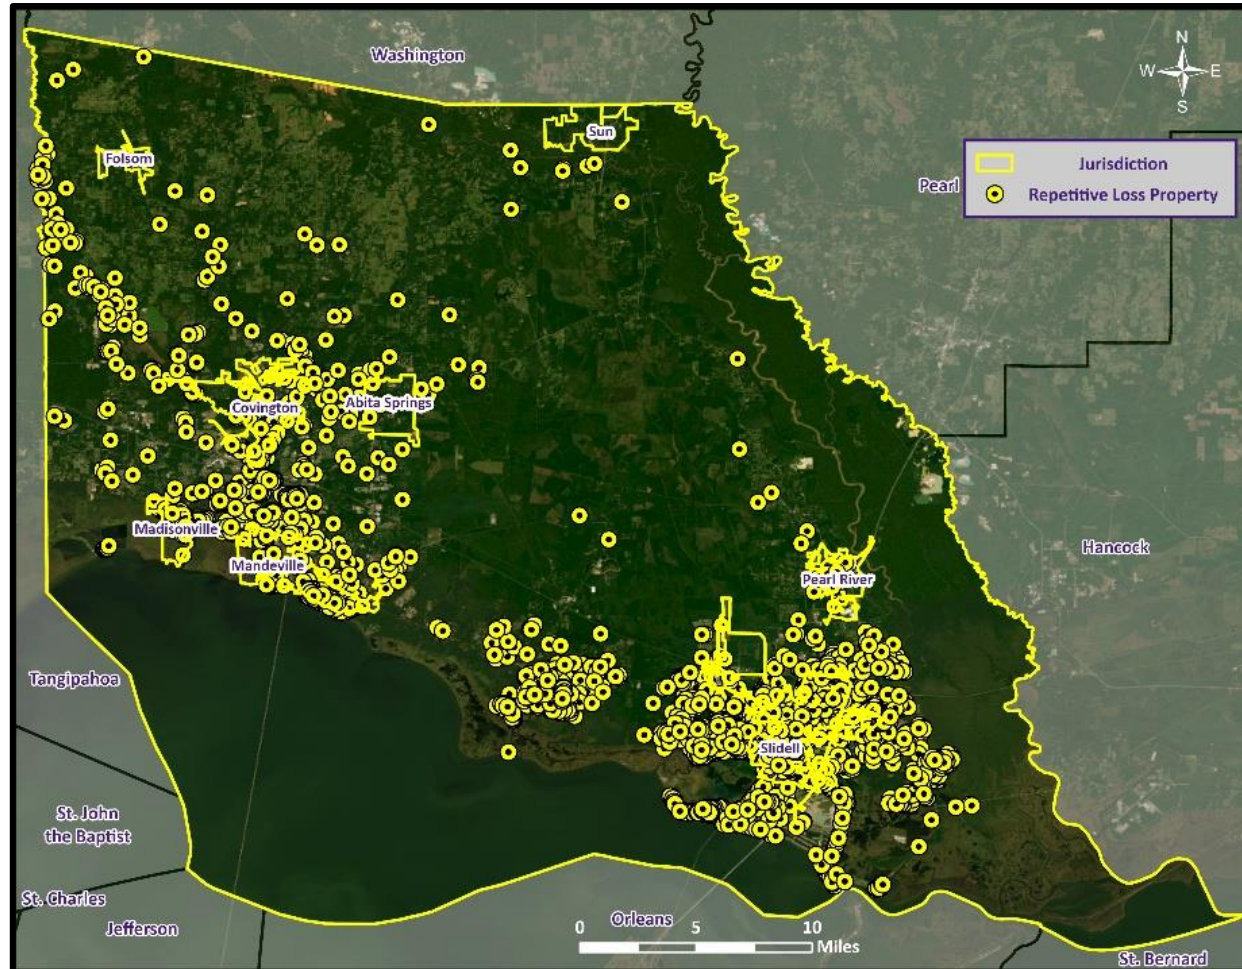 Washington
N
W E
S
Sun
Folsom
Jurisdiction
Pearl
Repetitive Loss Property
Covington
Abita Springs
Madisonville
Mandeville
Hancock
Pearl River
Tangipahoa
Slidell
St. John
the Baptist
St. Charles
Jefferson
Orleans
0 5 10
Miles
St. Bernard